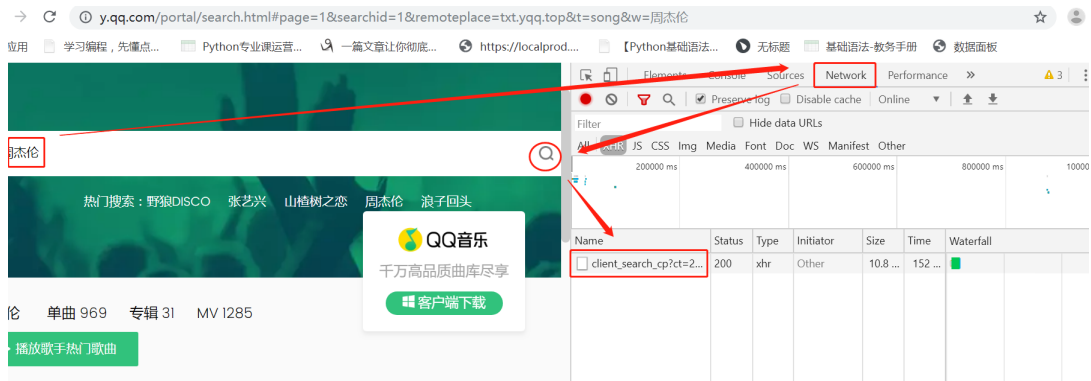 y.qq.com/portal/search.html#page=1&searchid=1&remoteplace=txt.yqq.top&t=song&w=周杰伦
应用 学习编程，先懂点... Python专业课运营... 一篇文章让你彻底... https://localprod.... 【Python基础语法... 无标题 基础语法-教务手册 数据面板
Elements Console Sources Network Performance » 3
Preserve log Disable cache Online
Filter Hide data URLs
All XHR JS CSS Img Media Font Doc WS Manifest Other
周杰伦
200000 ms 400000 ms 600000 ms 800000 ms 10000
热门搜索：野狼DISCO 张艺兴 山楂树之恋 周杰伦 浪子回头
QQ音乐
千万高品质曲库尽享
客户端下载
Name Status Type Initiator Size Time Waterfall
client_search_cp?ct=2... 200 xhr Other 10.8 ... 152 ...
伦 单曲 969 专辑 31 MV 1285
播放歌手热门歌曲